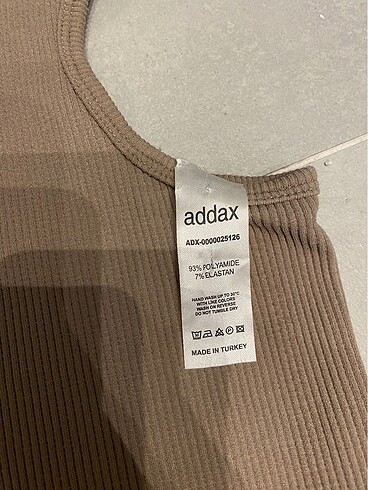 addax
ADX-0000025126
93% POLYAMIDE
7% ELASTAN
HAND WASH UP TO 30°C
WITH LIKE COLORS
WASH ON REVERSE
DO NOT TUMBLE DRY
MADE IN TURKEY